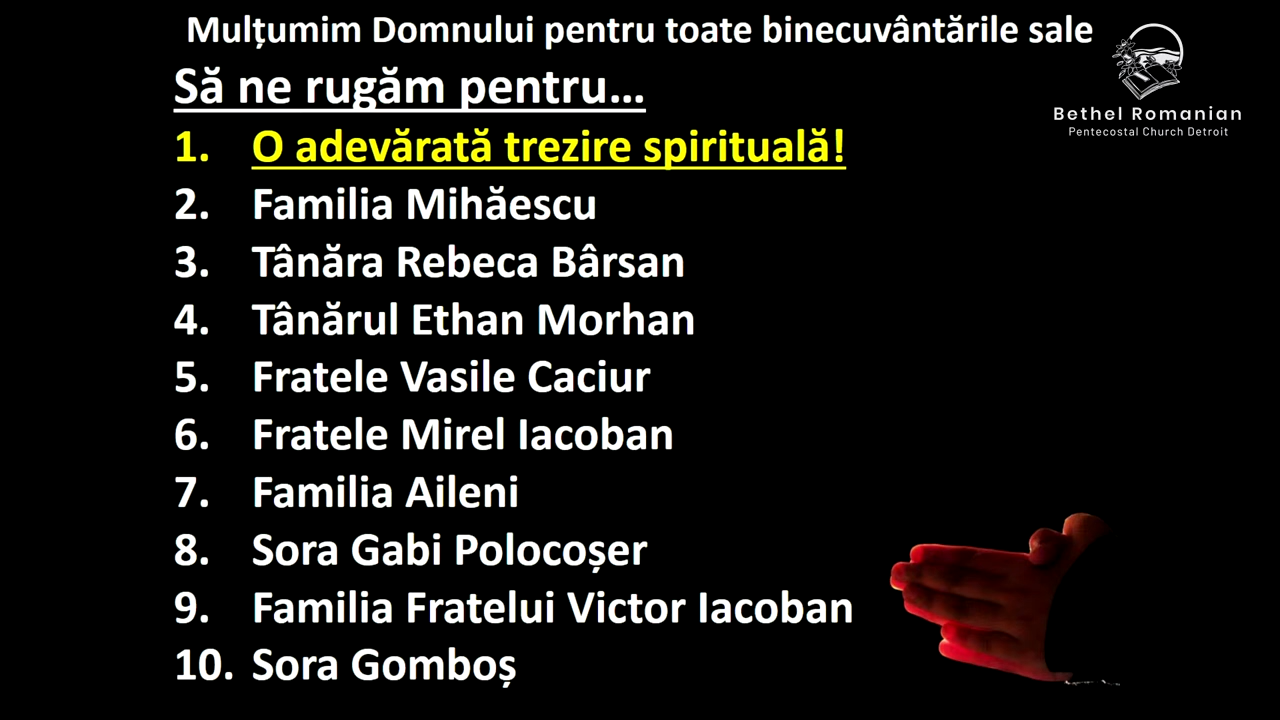 Mulțumim Domnului pentru toate binecuvântările sale
Să ne rugăm pentru...
1. O adevărată trezire spirituală!
2. Familia Mihăescu
3. Tânăra Rebeca Bârsan
4. Tânărul Ethan Morhan
5. Fratele Vasile Caciur
6. Fratele Mirel Iacoban
7. Familia Aileni
8. Sora Gabi Polocoșer
9. Familia Fratelui Victor Iacoban
10. Sora Gomboș
Bethel Romanian
Pentecostal Church Detroit